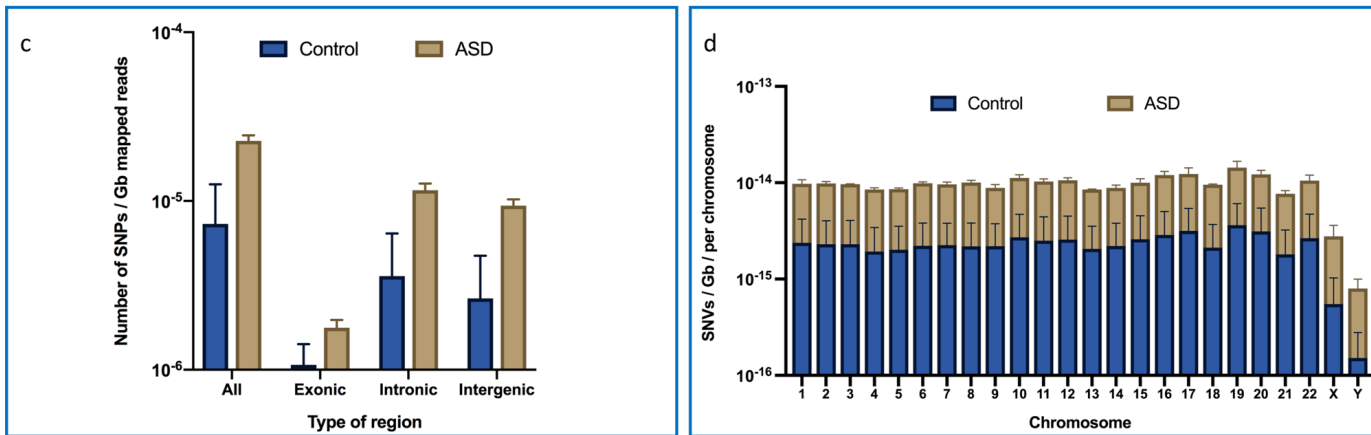 c
Control
ASD
Number of SNPs / Gb mapped reads
10-4
10-5
10-6
All
Exonic
Intronic
Intergenic
Type of region
d
Control
ASD
SNVs / Gb / per chromosome
10-13
10-14
10-15
10-16
1 2 3 4 5 6 7 8 9 10 11 12 13 14 15 16 17 18 19 20 21 22 X Y
Chromosome